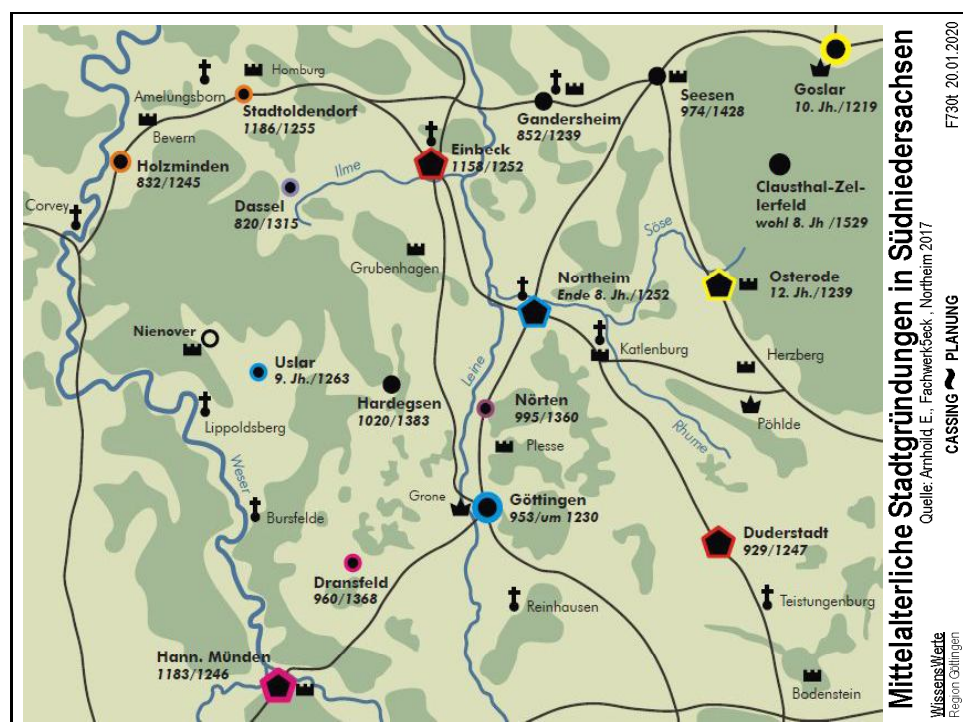 Homburg
Amelungsborn
Stadtoldendorf
1186/1255
Bevern
Gandersheim
852/1239
Seesen
974/1428
Goslar
10. Jh./1219
Holzminden
832/1245
Einbeck
1158/1252
Ilme
Clausthal-Zel-
lerfeld
wohl 8. Jh /1529
Dassel
820/1315
Corvey
Söse
Grubenhagen
Northeim
Ende 8. Jh./1252
Osterode
12. Jh./1239
Nienover
Katlenburg
Herzberg
Uslar
9. Jh./1263
Leine
Hardegsen
1020/1383
Nörten
995/1360
Pöhlde
Lippoldsberg
Rhume
Plesse
Weser
Grone
Göttingen
953/um 1230
Bursfelde
Duderstadt
929/1247
Dransfeld
960/1368
Reinhausen
Teistungenburg
Hann. Münden
1183/1246
Bodenstein
Mittelalterliche Stadtgründungen in Südniedersachsen
Quelle: Arnhold. E., Fachwerk5eck , Northeim 2017
CASSING ~ PLANUNG
F730t 20.01.2020
WissensWerte
Region Göttingen